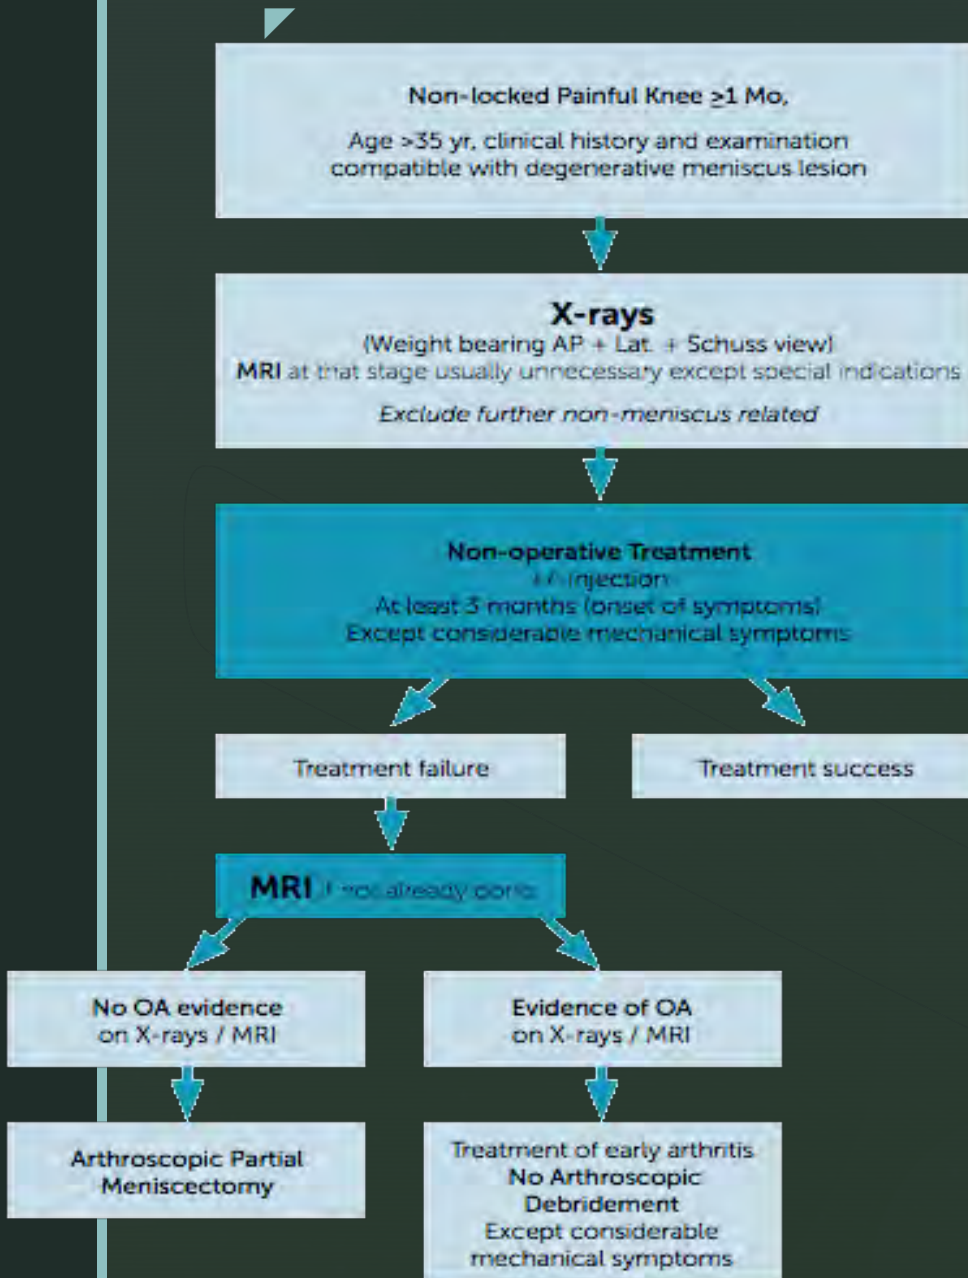 Non-locked Painful Knee ≥1 Mo,
Age >35 yr, clinical history and examination
compatible with degenerative meniscus lesion
X-rays
(Weight bearing AP + Lat. + Schuss view)
MRI at that stage usually unnecessary except special indications
Exclude further non-meniscus related
Non-operative Treatment
+/- injection
At least 3 months (onset of symptoms)
Except considerable mechanical symptoms
Treatment failure
Treatment success
MRI if not already done
No OA evidence
on X-rays / MRI
Evidence of OA
on X-rays / MRI
Arthroscopic Partial
Meniscectomy
Treatment of early arthritis
No Arthroscopic
Debridement
Except considerable
mechanical symptoms